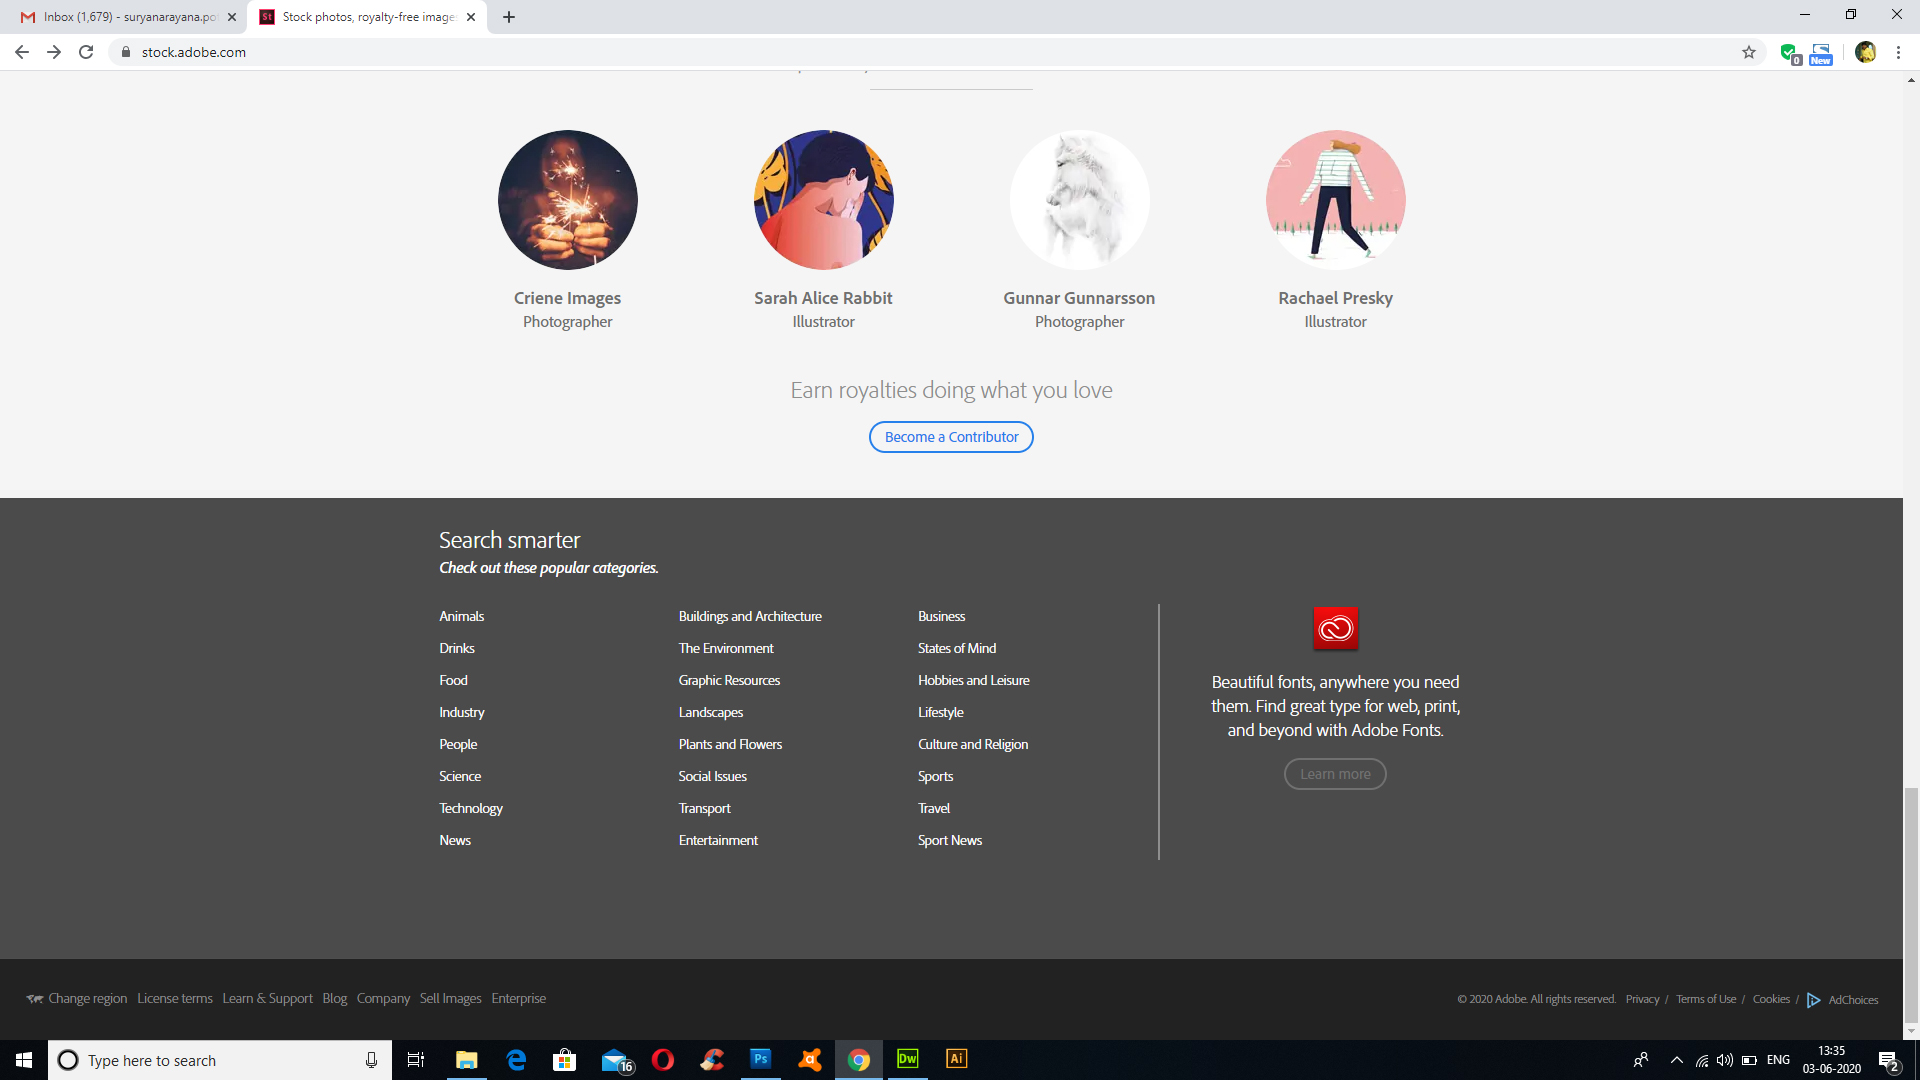 Inbox (1,679) - suryanarayana.po
St Stock photos, royalty-free image
stock.adobe.com
0
New
Criene Images
Photographer
Sarah Alice Rabbit
Illustrator
Gunnar Gunnarsson
Photographer
Rachael Presky
Illustrator
Earn royalties doing what you love
Become a Contributor
Search smarter
Check out these popular categories.
Animals
Drinks
Food
Industry
People
Science
Technology
News
Buildings and Architecture
The Environment
Graphic Resources
Landscapes
Plants and Flowers
Social Issues
Transport
Entertainment
Business
States of Mind
Hobbies and Leisure
Lifestyle
Culture and Religion
Sports
Travel
Sport News
Beautiful fonts, anywhere you need
them. Find great type for web, print,
and beyond with Adobe Fonts.
Learn more
Change region License terms Learn & Support Blog Company Sell Images Enterprise
© 2020 Adobe. All rights reserved. Privacy / Terms of Use / Cookies / AdChoices
Type here to search
16
Ps
Dw
Ai
ENG
13:35
03-06-2020
2